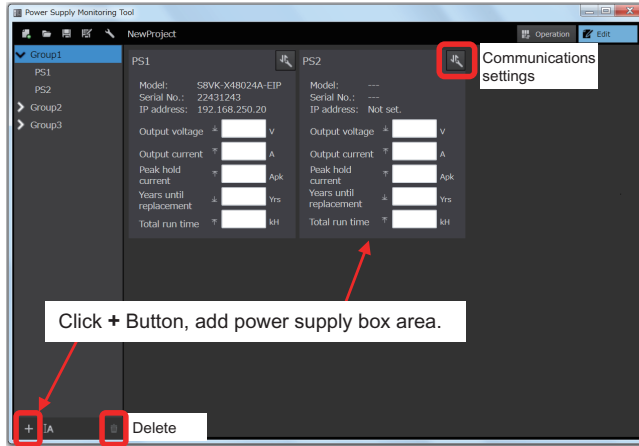 Power Supply Monitoring Tool
NewProject
Operation
Edit
Group1
PS1
PS2
Group2
Group3
PS1
Model: S8VK-X48024A-EIP
Serial No.: 22431243
IP address: 192.168.250.20
Output voltage V
Output current A
Peak hold
current Apk
Years until
replacement Yrs
Total run time kH
PS2
Model: ---
Serial No.: ---
IP address: Not set.
Output voltage V
Output current A
Peak hold
current Apk
Years until
replacement Yrs
Total run time kH
Communications
settings
Click + Button, add power supply box area.
Delete